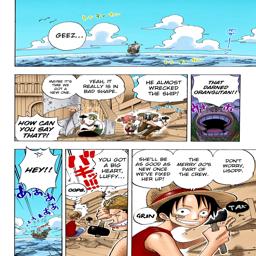 GEEZ...
THAT
DARNED
ORANGUTAN!
HE ALMOST
WRECKED
THE SHIP!
YEAH, IT
REALLY IS IN
BAD SHAPE.
MAYBE IT'S
TIME WE
GOT A
NEW ONE.
HOW CAN
YOU SAY
THAT?!
DON'T
WORRY,
USOPP.
THE MERRY GO'S
PART OF
THE CREW.
SHE'LL BE
AS GOOD AS
NEW ONCE
WE'VE FIXED
HER UP!
GRIN
TAK
YOU GOT
A BIG
HEART,
LUFFY...
OOPS.
HEY!!